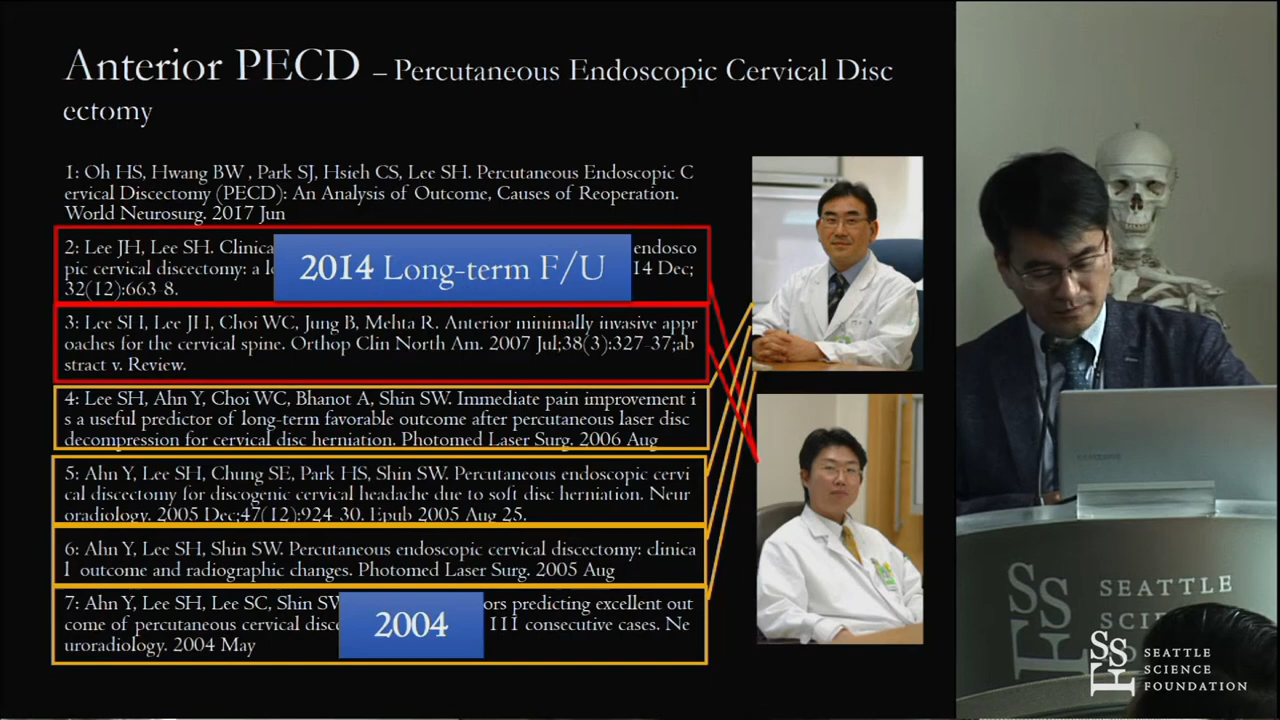 Anterior PECD – Percutaneous Endoscopic Cervical Disc
ectomy
1: Oh HS, Hwang BW , Park SJ, Hsieh CS, Lee SH. Percutaneous Endoscopic C
ervical Discectomy (PECD): An Analysis of Outcome, Causes of Reoperation.
World Neurosurg. 2017 Jun
2: Lee JH, Lee SH. Clinica endosco
pic cervical discectomy: a l 14 Dec;
32(12):663-8.
2014 Long-term F/U
3: Lee SH, Lee JH, Choi WC, Jung B, Mehta R. Anterior minimally invasive appr
oaches for the cervical spine. Orthop Clin North Am. 2007 Jul;38(3):327-37;ab
stract v. Review.
4: Lee SH, Ahn Y, Choi WC, Bhanot A, Shin SW. Immediate pain improvement i
s a useful predictor of long-term favorable outcome after percutaneous laser disc
decompression for cervical disc herniation. Photomed Laser Surg. 2006 Aug
5: Ahn Y, Lee SH, Chung SE, Park HS, Shin SW. Percutaneous endoscopic cervi
cal discectomy for discogenic cervical headache due to soft disc herniation. Neur
oradiology. 2005 Dec;47(12):924-30. Epub 2005 Aug 25.
6: Ahn Y, Lee SH, Shin SW. Percutaneous endoscopic cervical discectomy: clinica
l outcome and radiographic changes. Photomed Laser Surg. 2005 Aug
7: Ahn Y, Lee SH, Lee SC, Shin SW ors predicting excellent out
come of percutaneous cervical disce 111 consecutive cases. Ne
uroradiology. 2004 May
2004
SSF
SEATTLE
SCI
FO
SSF
SEATTLE
SCIENCE
FOUNDATION